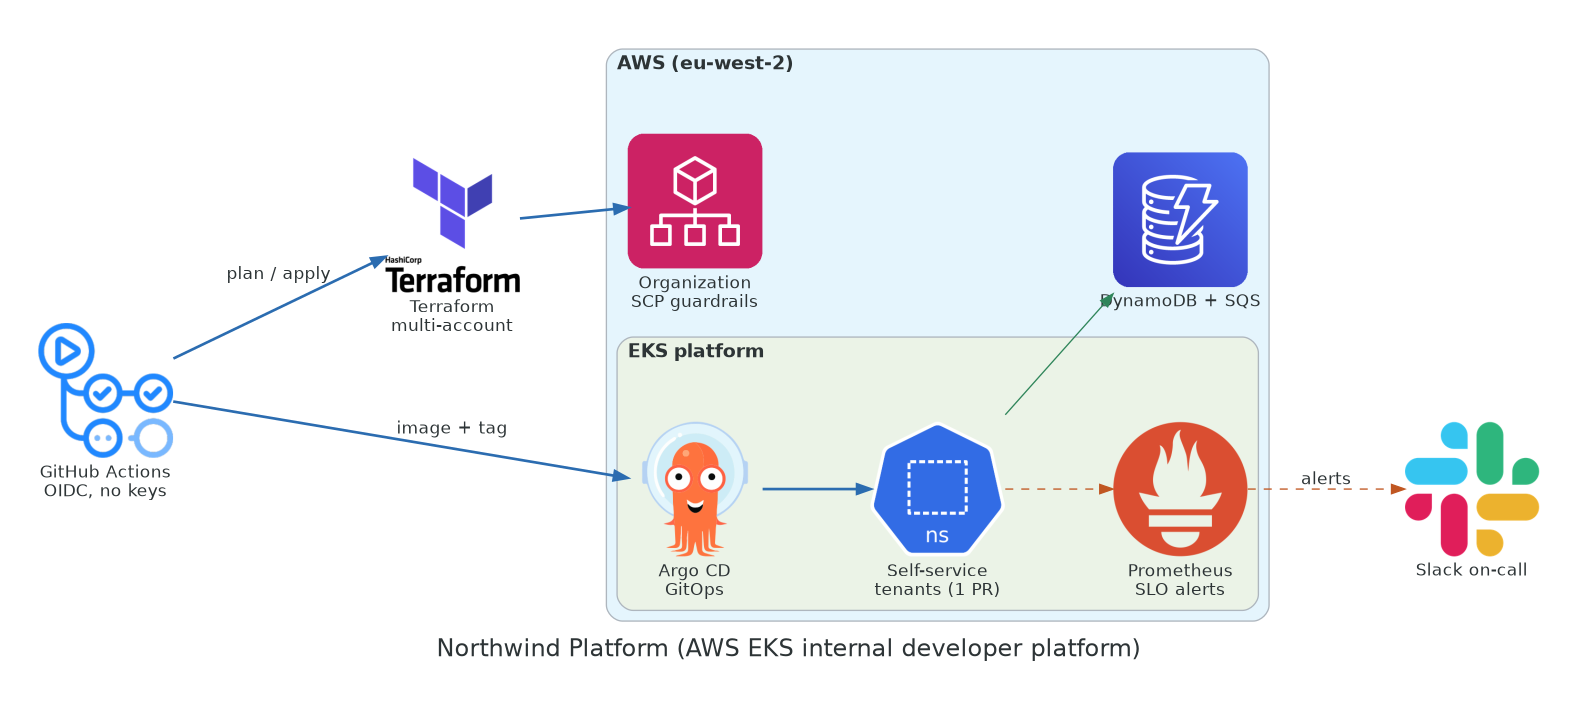 AWS (eu-west-2)
HashiCorp
Terraform
Terraform
multi-account
Organization
SCP guardrails
DynamoDB + SQS
plan / apply
EKS platform
image + tag
GitHub Actions
OIDC, no keys
Argo CD
GitOps
ns
Self-service
tenants (1 PR)
Prometheus
SLO alerts
alerts
Slack on-call
Northwind Platform (AWS EKS internal developer platform)